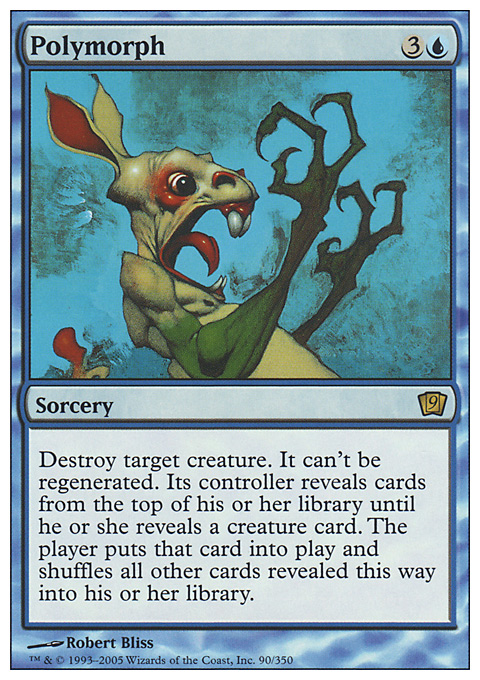 Polymorph 3
Sorcery 9
Destroy target creature. It can't be
regenerated. Its controller reveals cards
from the top of his or her library until
he or she reveals a creature card. The
player puts that card into play and
shuffles all other cards revealed this way
into his or her library.
Robert Bliss
™ & © 1993–2005 Wizards of the Coast, Inc. 90/350